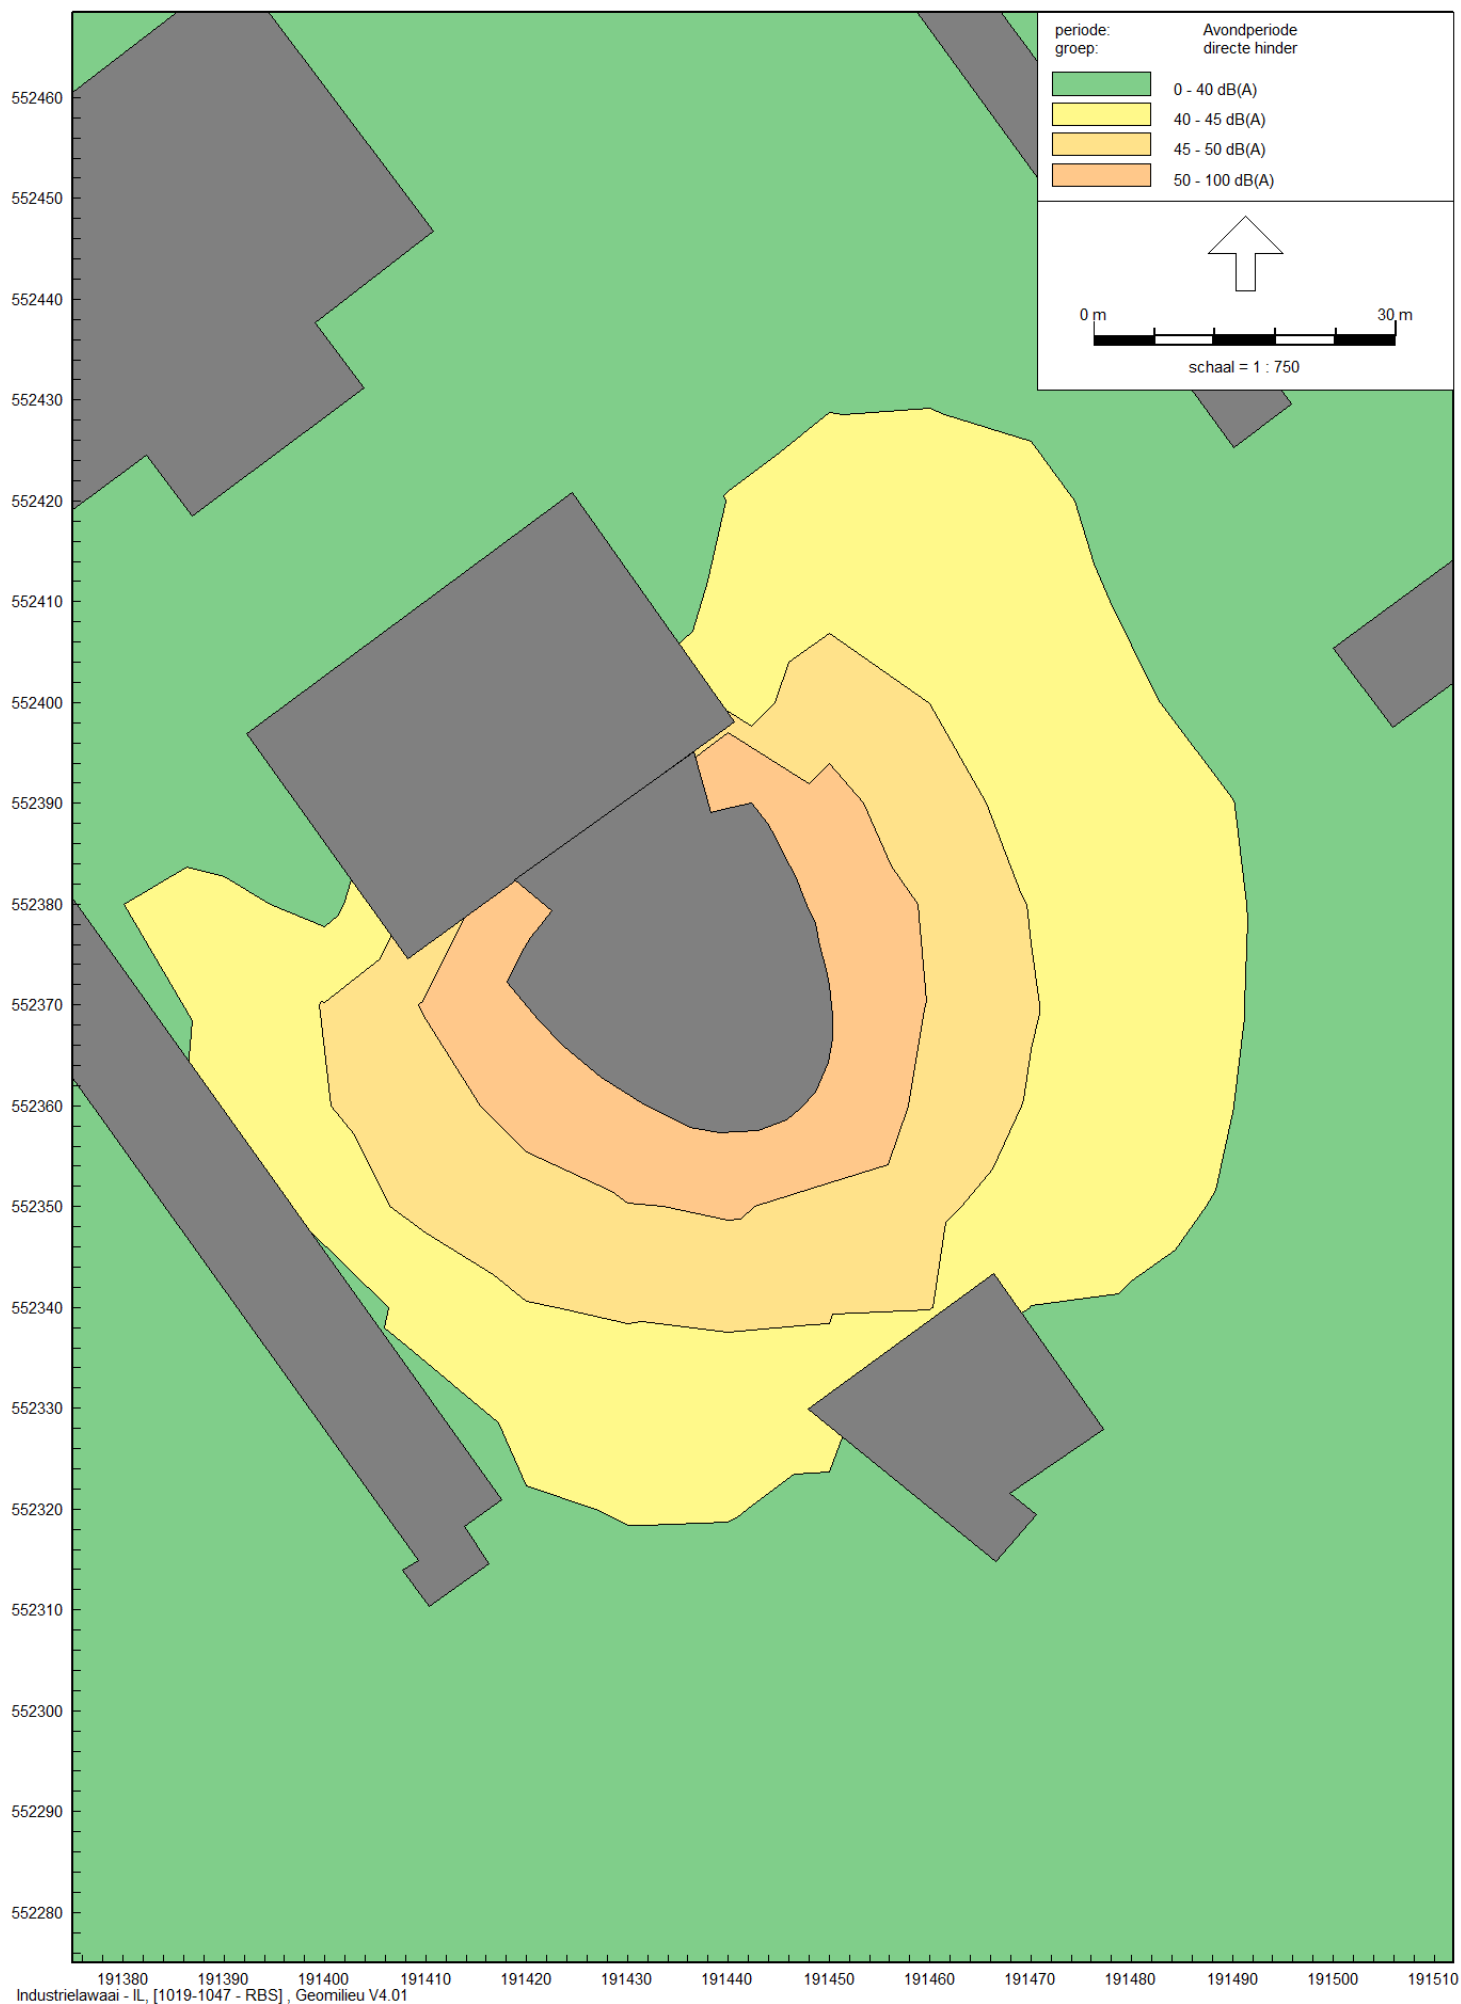 periode: Avondperiode
groep: directe hinder
0 - 40 dB(A)
40 - 45 dB(A)
45 - 50 dB(A)
50 - 100 dB(A)
0 m 30 m
schaal = 1 : 750
552460
552450
552440
552430
552420
552410
552400
552390
552380
552370
552360
552350
552340
552330
552320
552310
552300
552290
552280
191380 191390 191400 191410 191420 191430 191440 191450 191460 191470 191480 191490 191500 191510
Industrielawaai - IL, [1019-1047 - RBS] , Geomilieu V4.01